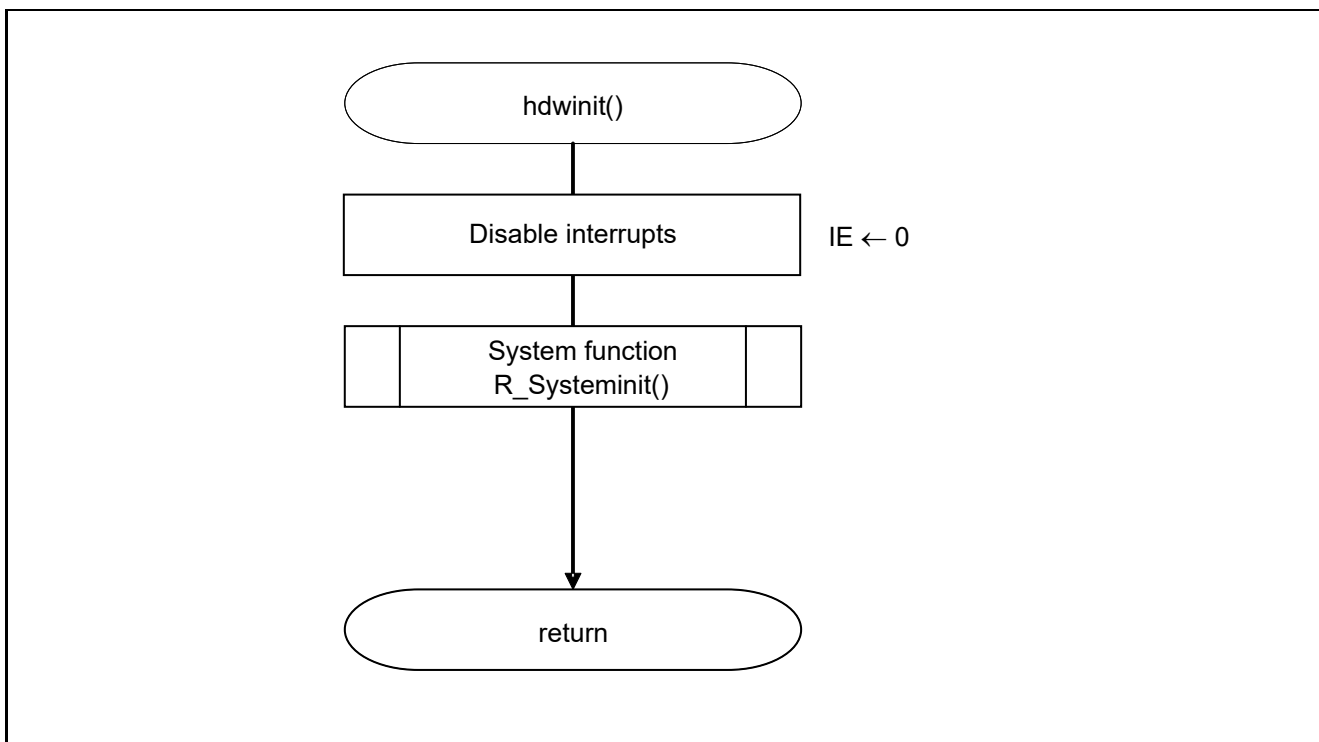 hdwinit()
Disable interrupts
IE ← 0
System function
R_Systeminit()
return